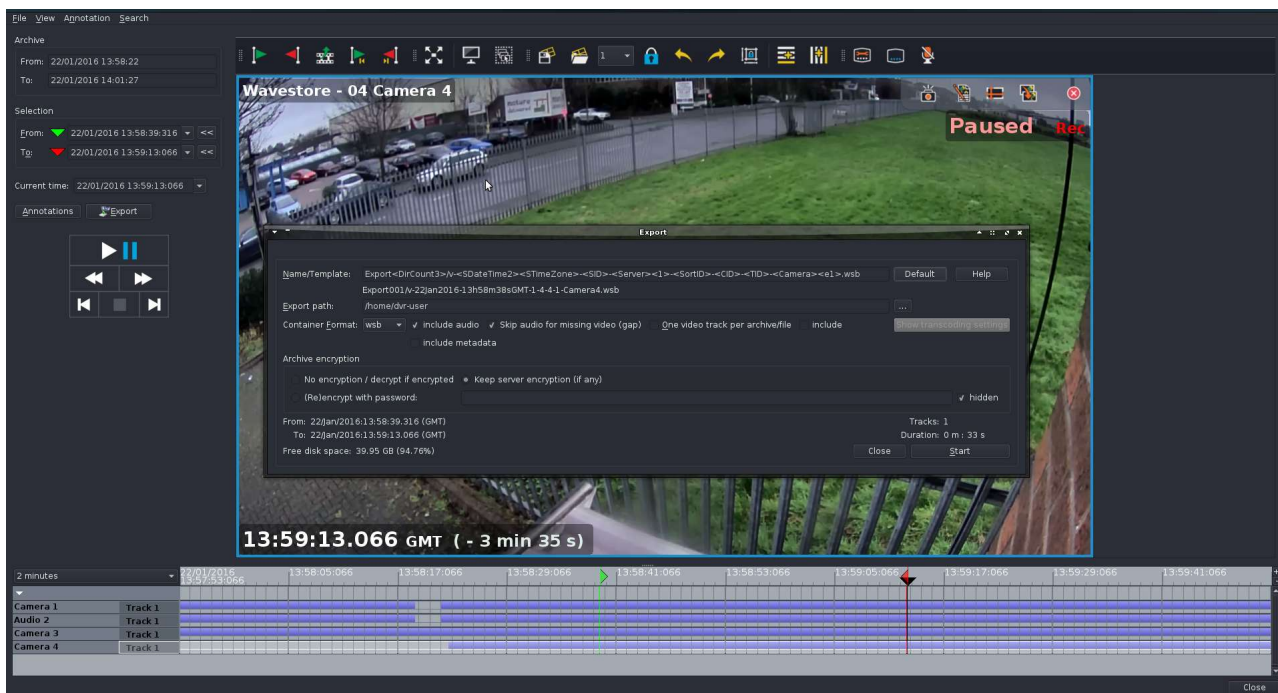 File View Annotation Search
Archive
From: 22/01/2016 13:58:22
To: 22/01/2016 14:01:27
Selection
From: 22/01/2016 13:58:39:316 <<
To: 22/01/2016 13:59:13:066 <<
Current time: 22/01/2016 13:59:13:066
Annotations Export
1
Wavestore - 04 Camera 4
Paused Rec
Export
Name/Template: Export<DirCount3>/v-<SDateTime2><STimeZone>-<SID>-<Server><1>-<SortID>-<CID>-<TID>-<Camera><e1>.wsb Default Help
Export001/v-22Jan2016-13h58m38sGMT-1-4-4-1-Camera4.wsb
Export path: /home/dvr-user ...
Container Format: wsb include audio Skip audio for missing video (gap) One video track per archive/file include Show transcoding settings
include metadata
Archive encryption
No encryption / decrypt if encrypted Keep server encryption (if any)
(Re)encrypt with password: hidden
From: 22/Jan/2016:13:58:39.316 (GMT) Tracks: 1
To: 22/Jan/2016:13:59:13.066 (GMT) Duration: 0 m : 33 s
Free disk space: 39.95 GB (94.76%) Close Start
13:59:13.066 GMT ( - 3 min 35 s)
2 minutes 22/01/2016 13:58:05:066 13:58:17:066 13:58:29:066 13:58:41:066 13:58:53:066 13:59:05:066 13:59:17:066 13:59:29:066 13:59:41:066
13:57:53:066
Camera 1 Track 1
Audio 2 Track 1
Camera 3 Track 1
Camera 4 Track 1
Close